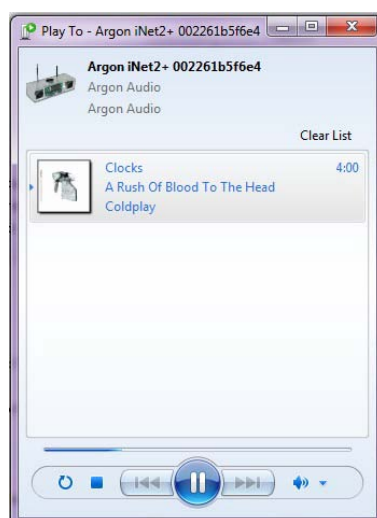 Play To - Argon iNet2+ 002261b5f6e4
Argon iNet2+ 002261b5f6e4
Argon Audio
Argon Audio
Clear List
Clocks 4:00
A Rush Of Blood To The Head
Coldplay